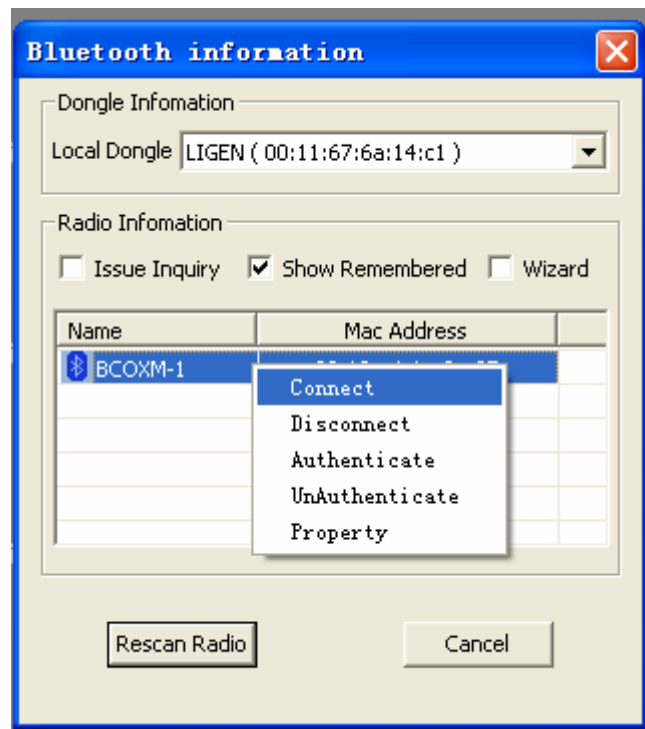 Bluetooth information
Dongle Infomation
Local Dongle LIGEN ( 00:11:67:6a:14:c1 )
Radio Infomation
Issue Inquiry Show Remembered Wizard
Name Mac Address
BCOXM-1
Connect
Disconnect
Authenticate
UnAuthenticate
Property
Rescan Radio Cancel